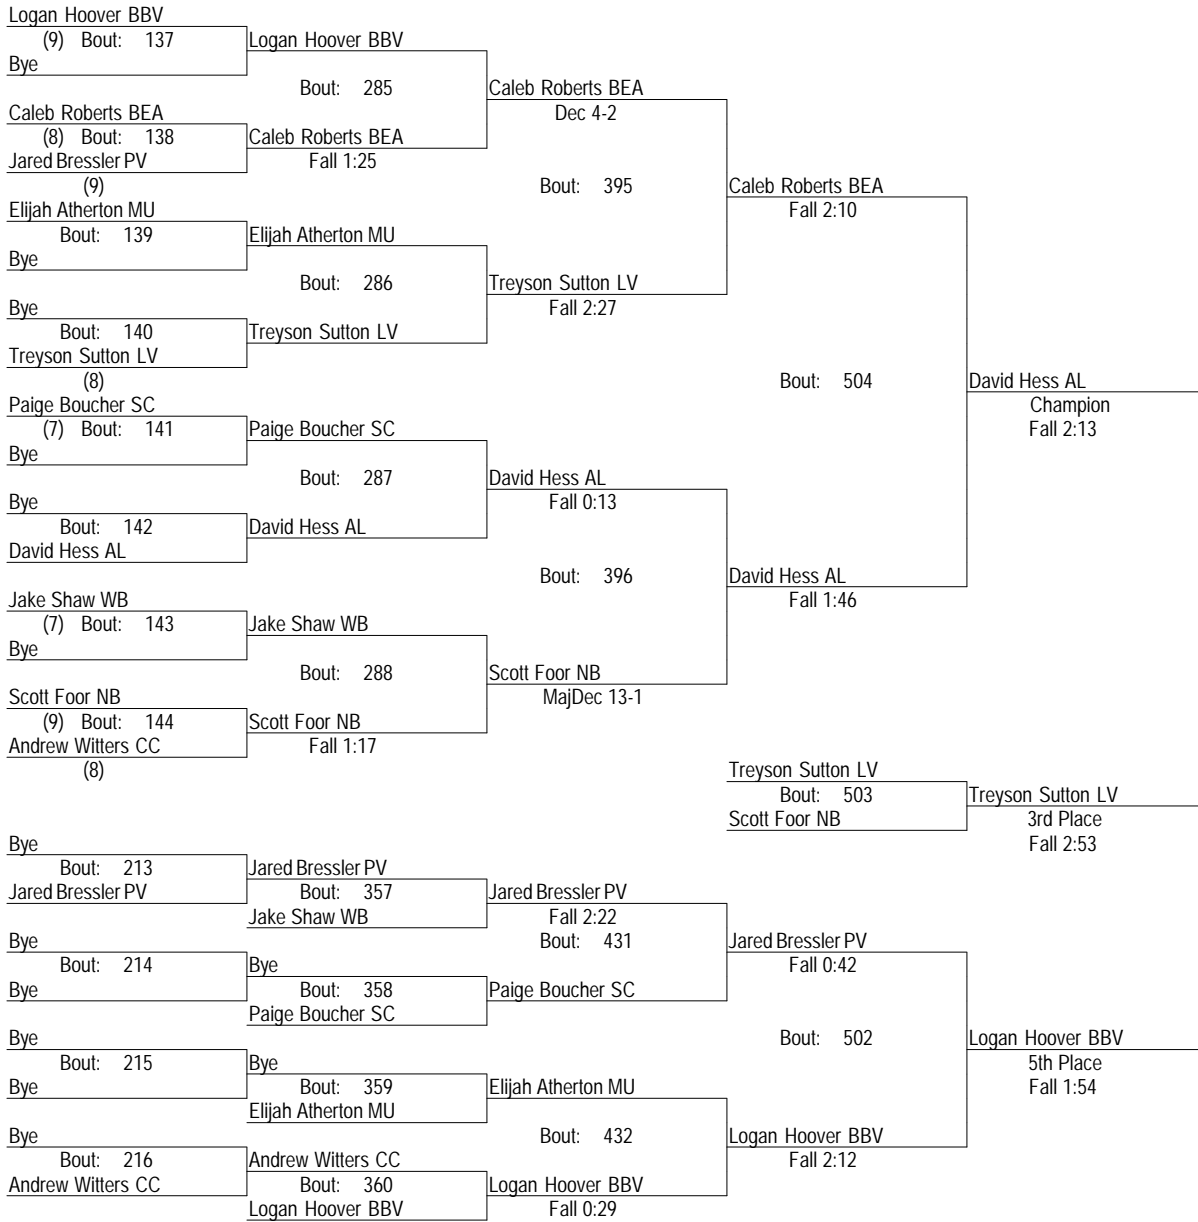 Logan Hoover BBV
(9) Bout: 137
Logan Hoover BBV
Bye
Bout: 285
Caleb Roberts BEA
Caleb Roberts BEA
Dec 4-2
(8) Bout: 138
Caleb Roberts BEA
Jared Bressler PV
Fall 1:25
(9)
Bout: 395
Caleb Roberts BEA
Elijah Atherton MU
Fall 2:10
Bout: 139
Elijah Atherton MU
Bye
Bout: 286
Treyson Sutton LV
Bye
Fall 2:27
Bout: 140
Treyson Sutton LV
Treyson Sutton LV
(8)
Bout: 504
David Hess AL
Paige Boucher SC
Champion
(7) Bout: 141
Paige Boucher SC
Fall 2:13
Bye
Bout: 287
David Hess AL
Bye
Fall 0:13
Bout: 142
David Hess AL
David Hess AL
Bout: 396
David Hess AL
Jake Shaw WB
Fall 1:46
(7) Bout: 143
Jake Shaw WB
Bye
Bout: 288
Scott Foor NB
Scott Foor NB
MajDec 13-1
(9) Bout: 144
Scott Foor NB
Andrew Witters CC
Fall 1:17
(8)
Treyson Sutton LV
Bout: 503
Treyson Sutton LV
Scott Foor NB
3rd Place
Fall 2:53
Bye
Bout: 213
Jared Bressler PV
Jared Bressler PV
Bout: 357
Jared Bressler PV
Jake Shaw WB
Fall 2:22
Bye
Bout: 431
Jared Bressler PV
Bout: 214
Bye
Fall 0:42
Bye
Bout: 358
Paige Boucher SC
Paige Boucher SC
Bye
Bout: 502
Logan Hoover BBV
Bout: 215
Bye
5th Place
Bye
Bout: 359
Elijah Atherton MU
Fall 1:54
Elijah Atherton MU
Bye
Bout: 432
Logan Hoover BBV
Bout: 216
Andrew Witters CC
Fall 2:12
Andrew Witters CC
Bout: 360
Logan Hoover BBV
Logan Hoover BBV
Fall 0:29